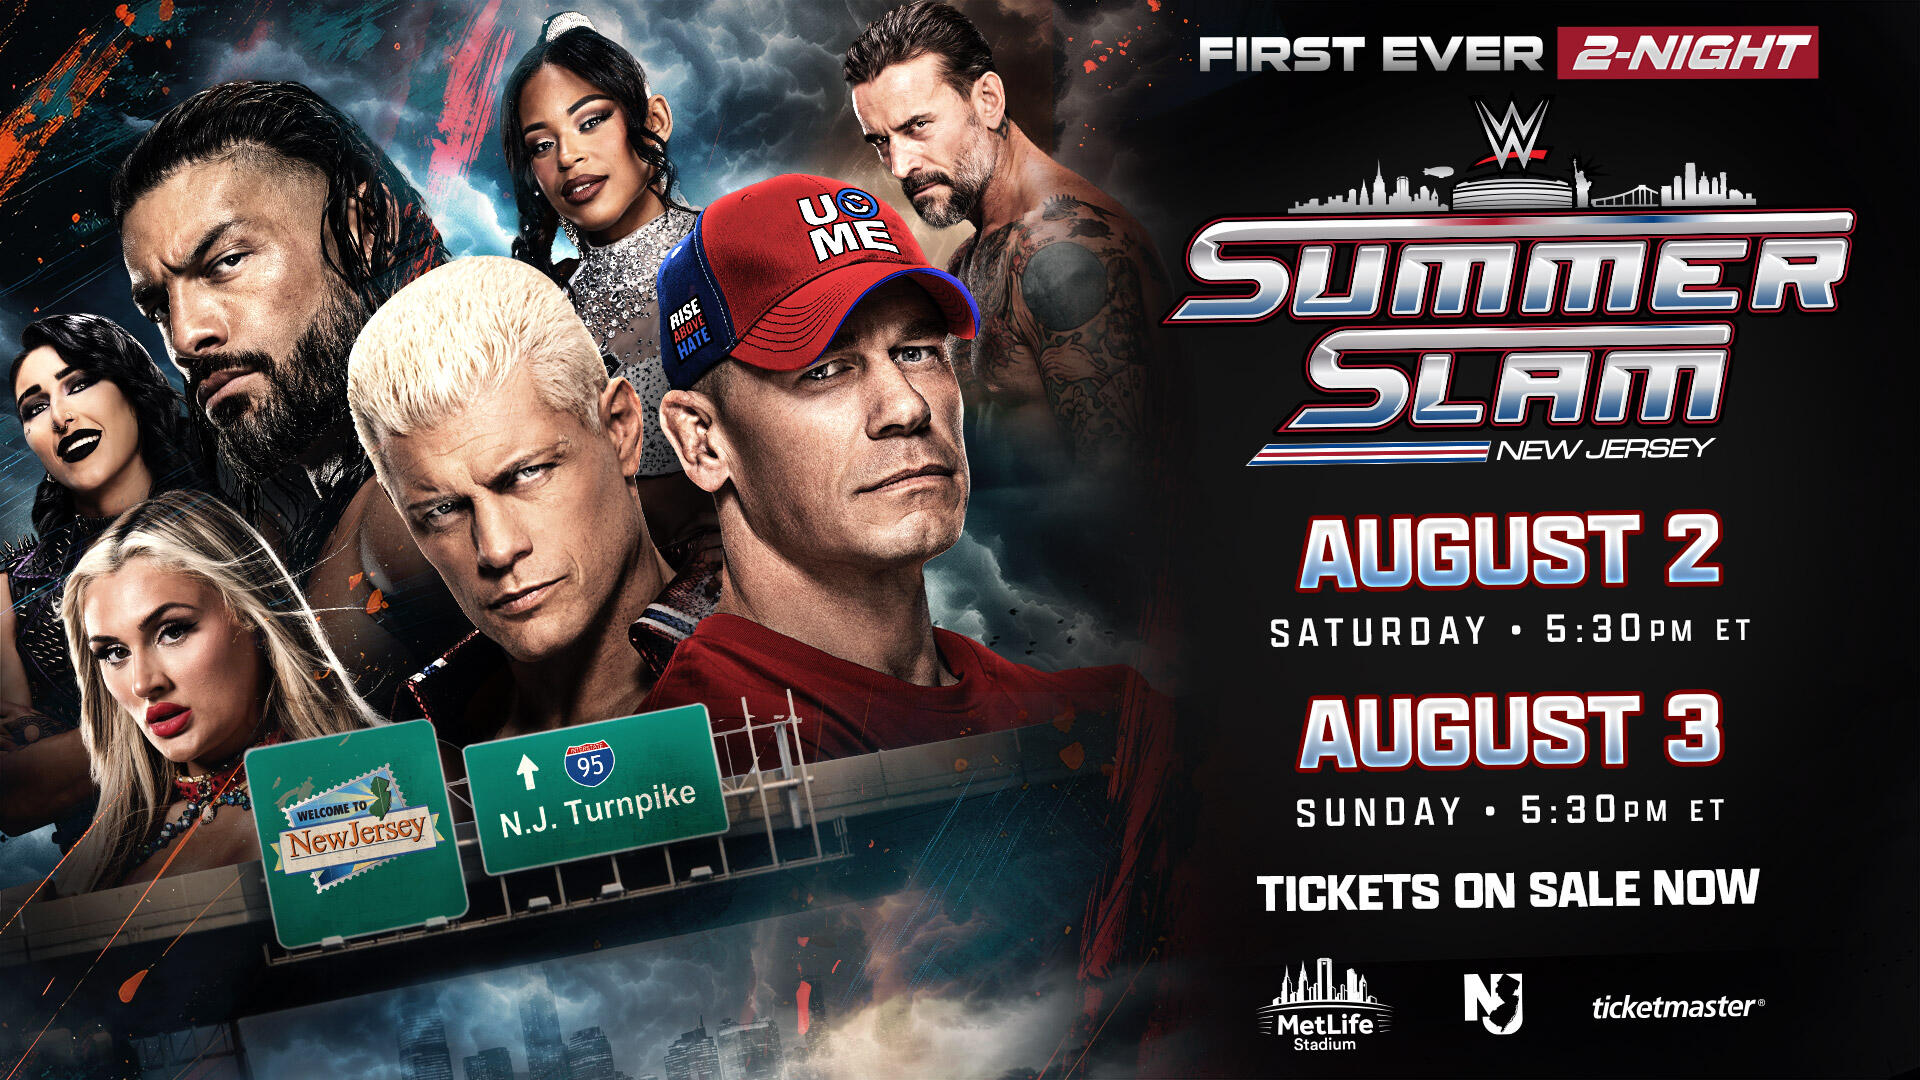 FIRST EVER 2-NIGHT
W
SUMMER
SLAM
NEW JERSEY
AUGUST 2
SATURDAY • 5:30PM ET
AUGUST 3
SUNDAY • 5:30PM ET
TICKETS ON SALE NOW
MetLife
Stadium
NJ
ticketmaster®
U C
ME
RISE
ABOVE
HATE
WELCOME TO
New Jersey
INTERSTATE
95
N.J. Turnpike